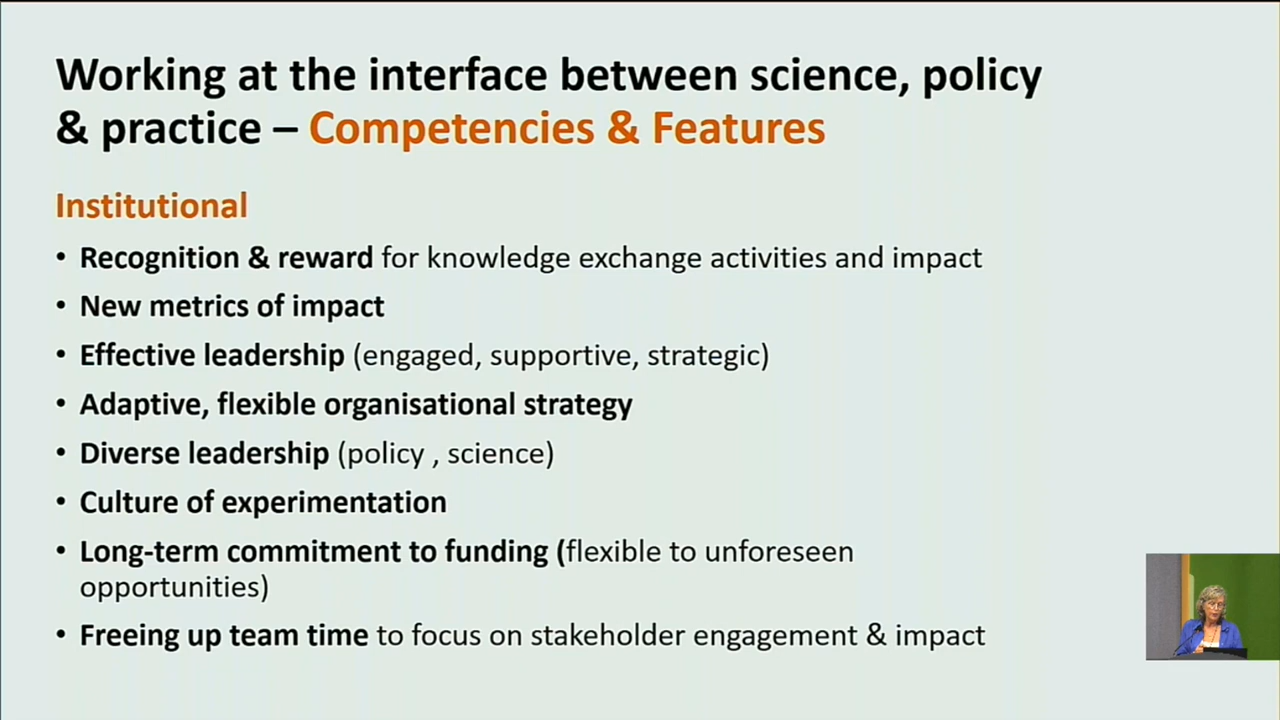 Working at the interface between science, policy
& practice – Competencies & Features
Institutional
• Recognition & reward for knowledge exchange activities and impact
• New metrics of impact
• Effective leadership (engaged, supportive, strategic)
• Adaptive, flexible organisational strategy
• Diverse leadership (policy , science)
• Culture of experimentation
• Long-term commitment to funding (flexible to unforeseen
opportunities)
• Freeing up team time to focus on stakeholder engagement & impact